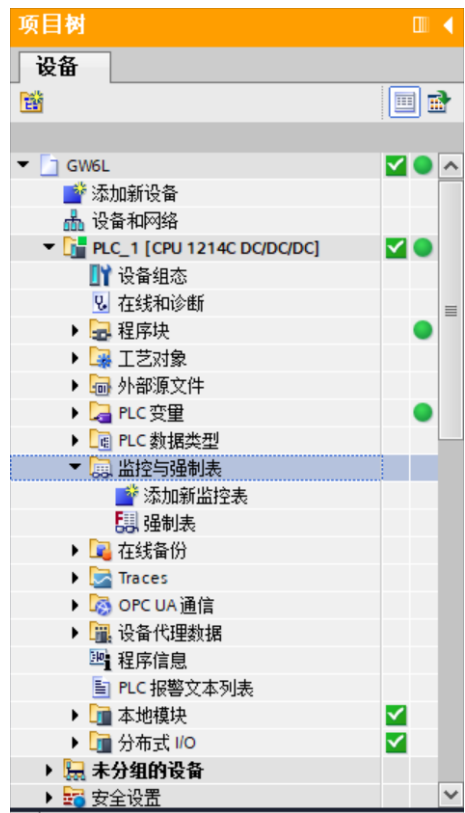 项目树
设备
GW6L
添加新设备
设备和网络
PLC_1 [CPU 1214C DC/DC/DC]
设备组态
在线和诊断
程序块
工艺对象
外部源文件
PLC 变量
PLC 数据类型
监控与强制表
添加新监控表
强制表
在线备份
Traces
OPC UA 通信
设备代理数据
程序信息
PLC 报警文本列表
本地模块
分布式 I/O
未分组的设备
安全设置